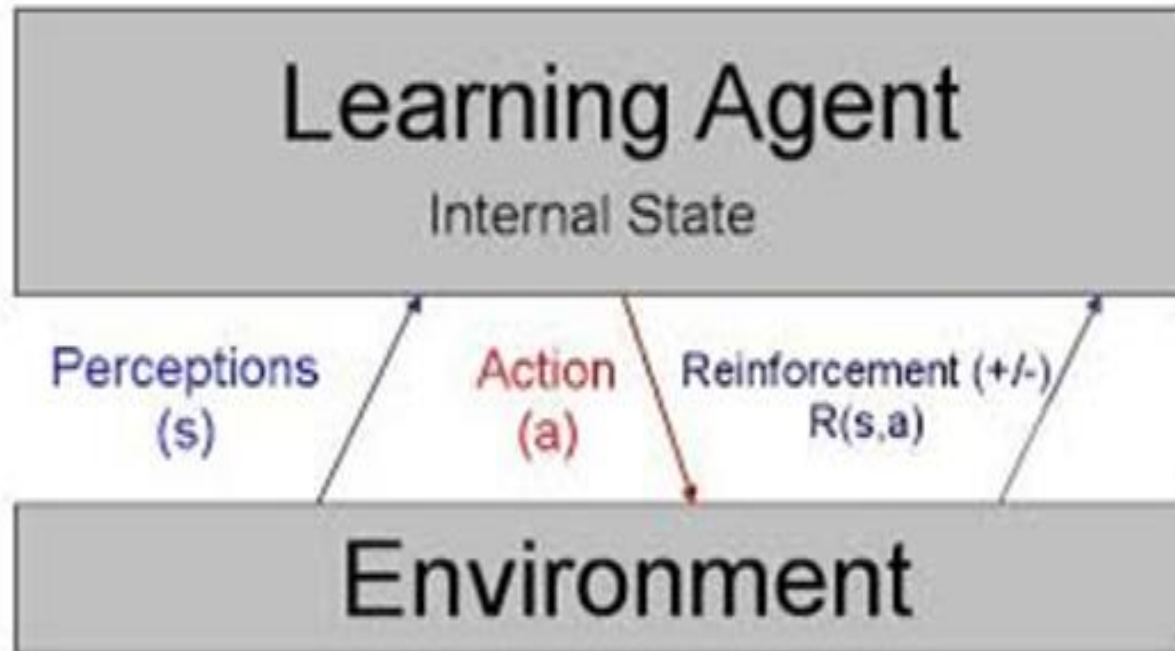 Learning Agent
Internal State
Perceptions
(s)
Action
(a)
Reinforcement (+/-)
R(s,a)
Environment